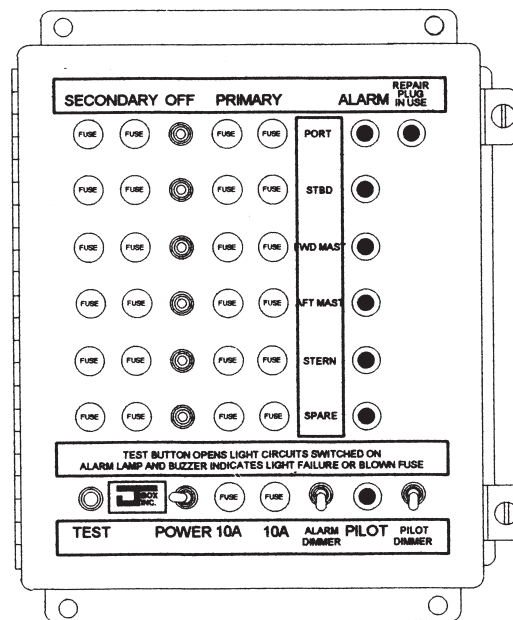 SECONDARY OFF PRIMARY ALARM REPAIR PLUG IN USE
FUSE FUSE FUSE FUSE PORT
FUSE FUSE FUSE FUSE STBD
FUSE FUSE FUSE FUSE FWD MAST
FUSE FUSE FUSE FUSE AFT MAST
FUSE FUSE FUSE FUSE STERN
FUSE FUSE FUSE FUSE SPARE
TEST BUTTON OPENS LIGHT CIRCUITS SWITCHED ON
ALARM LAMP AND BUZZER INDICATES LIGHT FAILURE OR BLOWN FUSE
BOX INC. FUSE FUSE
TEST POWER 10A 10A ALARM DIMMER PILOT PILOT DIMMER